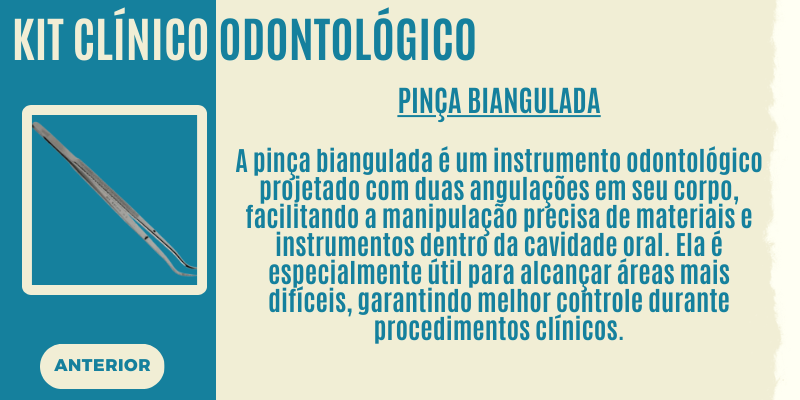 KIT CLÍNICO ODONTOLÓGICO
PINÇA BIANGULADA
A pinça biangulada é um instrumento odontológico
projetado com duas angulações em seu corpo,
facilitando a manipulação precisa de materiais e
instrumentos dentro da cavidade oral. Ela é
especialmente útil para alcançar áreas mais
difíceis, garantindo melhor controle durante
procedimentos clínicos.
ANTERIOR